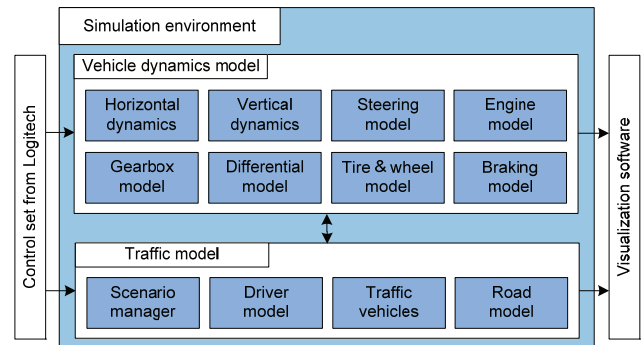 Simulation environment
Vehicle dynamics model
Horizontal
dynamics
Vertical
dynamics
Steering
model
Engine
model
Gearbox
model
Differential
model
Tire & wheel
model
Braking
model
Traffic model
Scenario
manager
Driver
model
Traffic
vehicles
Road
model
Control set from Logitech
Visualization software